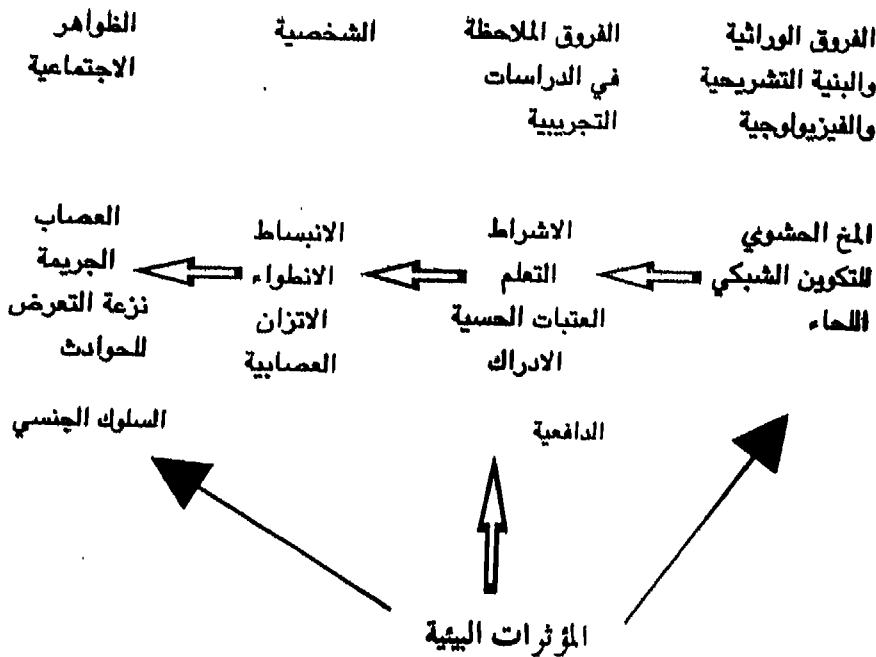 الفروق الوراثية
والبنية التشريحية
والفيزيولوجية
الفروق الملاحظة
في الدراسات
التجريبية
الشخصية
الظواهر
الاجتماعية
المخ الحشوي
للتكوين الشبكي
اللحاء
الاشراط
التعلم
العتبات الحسية
الادراك
الدافعية
الانبساط
الانطواء
الاتزان
العصابية
العصاب
الجريمة
نزعة التعرض
للحوادث
السلوك الجنسي
المؤثرات البيئية